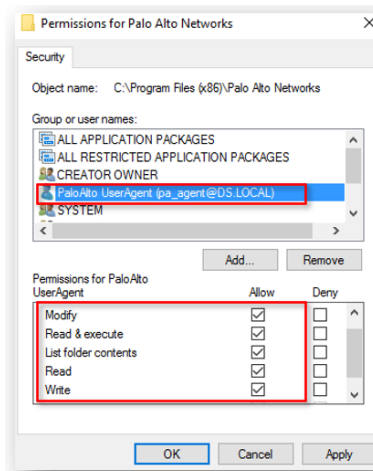 Permissions for Palo Alto Networks
Security
Object name: C:\Program Files (x86)\Palo Alto Networks
Group or user names:
ALL APPLICATION PACKAGES
ALL RESTRICTED APPLICATION PACKAGES
CREATOR OWNER
PaloAlto UserAgent (pa_agent@DS.LOCAL)
SYSTEM
Add... Remove
Permissions for PaloAlto
UserAgent Allow Deny
Modify
Read & execute
List folder contents
Read
Write
OK Cancel Apply